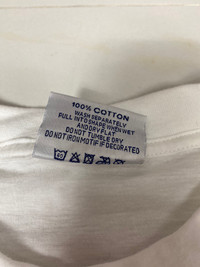 100% COTTON
WASH SEPARATELY
PULL INTO SHAPE WHEN WET
AND DRY FLAT
DO NOT TUMBLE DRY
DO NOT IRON MOTIF IF DECORATED